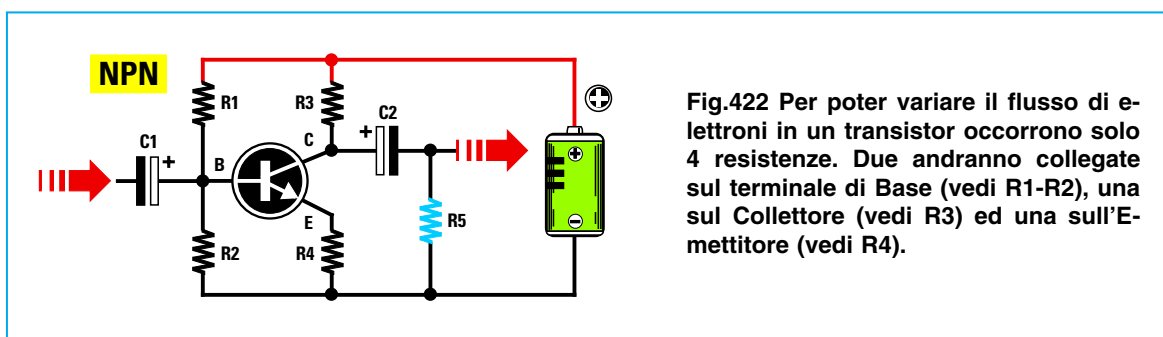 NPN
R1
R3
C2
+
C1
+
B
C
E
R2
R4
R5
+
−
+
Fig.422 Per poter variare il flusso di e-
lettroni in un transistor occorrono solo
4 resistenze. Due andranno collegate
sul terminale di Base (vedi R1-R2), una
sul Collettore (vedi R3) ed una sull'E-
mettitore (vedi R4).